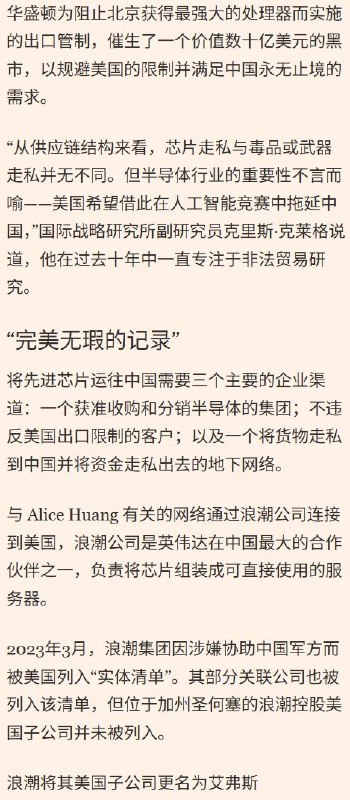 华盛顿为阻止北京获得最强大的处理器而实施
的出口管制，催生了一个价值数十亿美元的黑
市，以规避美国的限制并满足中国永无止境的
需求。
“从供应链结构来看，芯片走私与毒品或武器
走私并无不同。但半导体行业的重要性不言而
喻——美国希望借此在人工智能竞赛中拖延中
国，”国际战略研究所副研究员克里斯·克莱格说
道，他在过去十年中一直专注于非法贸易研
究。
“完美无瑕的记录”
将先进芯片运往中国需要三个主要的企业渠
道：一个获准收购和分销半导体的集团；不违
反美国出口限制的客户；以及一个将货物走私
到中国并将资金走私出去的地下网络。
与 Alice Huang 有关的网络通过浪潮公司连接
到美国，浪潮公司是英伟达在中国最大的合作
伙伴之一，负责将芯片组装成可直接使用的服
务器。
2023年3月，浪潮集团因涉嫌协助中国军方而
被美国列入“实体清单”。其部分关联公司也被
列入该清单，但位于加州圣何塞的浪潮控股美
国子公司并未被列入。
浪潮将其美国子公司更名为艾弗斯